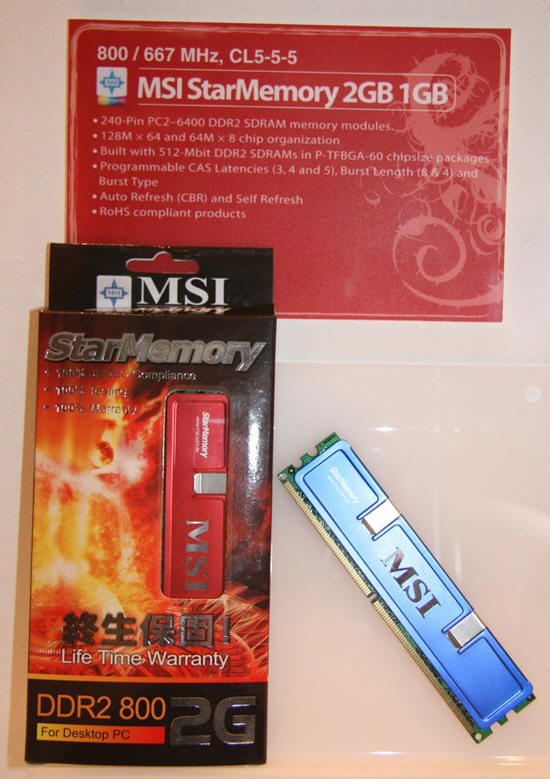 800 / 667 MHz, CL5-5-5
MSI StarMemory 2GB 1GB
• 240-Pin PC2-6400 DDR2 SDRAM memory modules.
• 128M × 64 and 64M × 8 chip organization
• Built with 512-Mbit DDR2 SDRAMs in P-TFBGA-60 chipsize packages
• Programmable CAS Latencies (3, 4 and 5), Burst Length (8 & 4) and
Burst Type
• Auto Refresh (CBR) and Self Refresh
• RoHS compliant products
MSI
StarMemory
• 100% Compliance
• 100% Testing
• 100% Warranty
StarMemory
MSI
終生保固!
Life Time Warranty
DDR2 800
2G
For Desktop PC
StarMemory
MSI